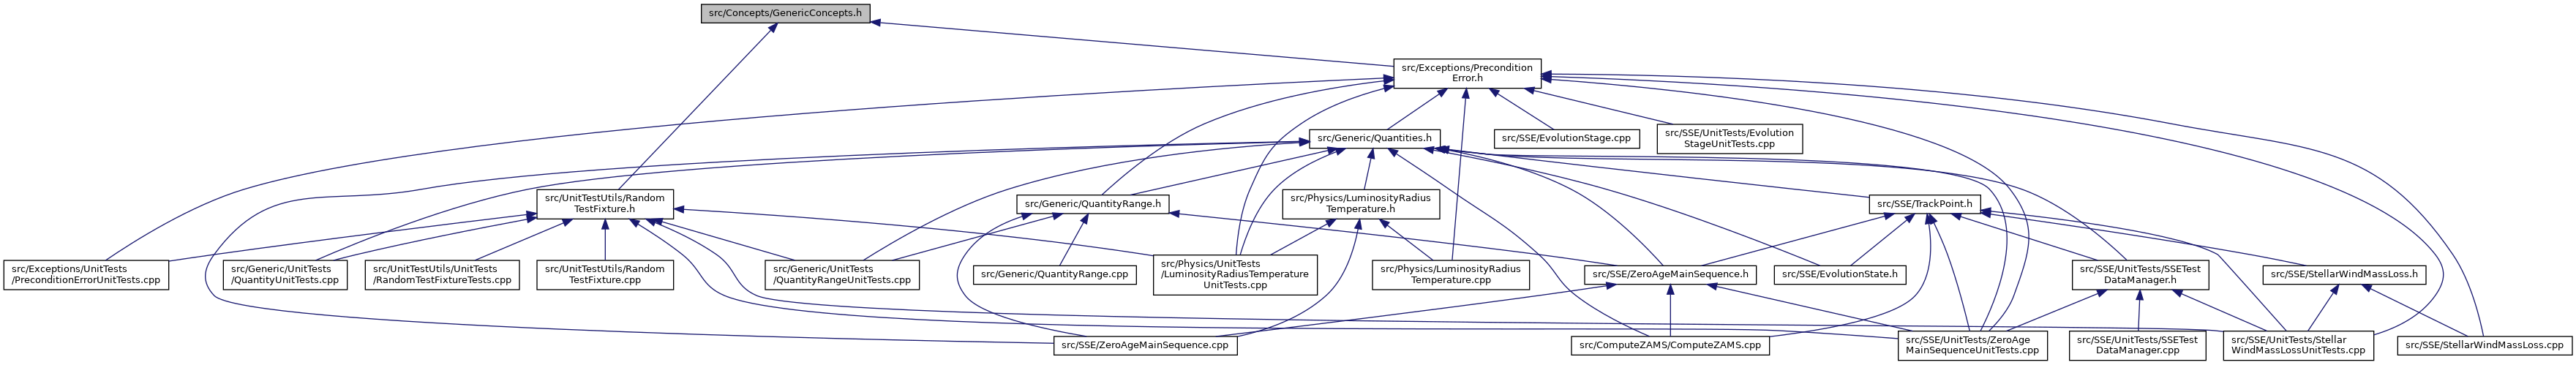 src/Concepts/GenericConcepts.h
src/Exceptions/Precondition
Error.h
src/Generic/Quantities.h
src/SSE/EvolutionStage.cpp
src/SSE/UnitTests/Evolution
StageUnitTests.cpp
src/UnitTestUtils/Random
TestFixture.h
src/Generic/QuantityRange.h
src/Physics/LuminosityRadius
Temperature.h
src/SSE/TrackPoint.h
src/Exceptions/UnitTests
/PreconditionErrorUnitTests.cpp
src/Generic/UnitTests
/QuantityUnitTests.cpp
src/UnitTestUtils/UnitTests
/RandomTestFixtureTests.cpp
src/UnitTestUtils/Random
TestFixture.cpp
src/Generic/UnitTests
/QuantityRangeUnitTests.cpp
src/Generic/QuantityRange.cpp
src/Physics/UnitTests
/LuminosityRadiusTemperature
UnitTests.cpp
src/Physics/LuminosityRadius
Temperature.cpp
src/SSE/ZeroAgeMainSequence.h
src/SSE/EvolutionState.h
src/SSE/UnitTests/SSETest
DataManager.h
src/SSE/StellarWindMassLoss.h
src/SSE/ZeroAgeMainSequence.cpp
src/ComputeZAMS/ComputeZAMS.cpp
src/SSE/UnitTests/ZeroAge
MainSequenceUnitTests.cpp
src/SSE/UnitTests/SSETest
DataManager.cpp
src/SSE/UnitTests/Stellar
WindMassLossUnitTests.cpp
src/SSE/StellarWindMassLoss.cpp